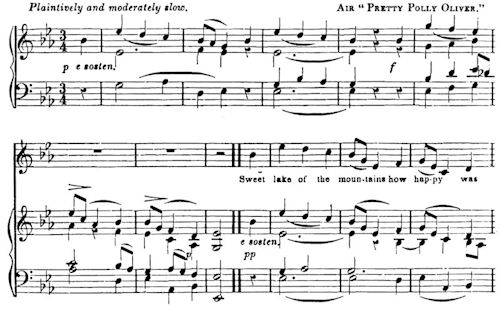 Plaintively and moderately slow. AIR "PRETTY POLLY OLIVER."
p e sosten. f
Sweet lake of the moun-tains how hap-py was
e sosten. p
pp